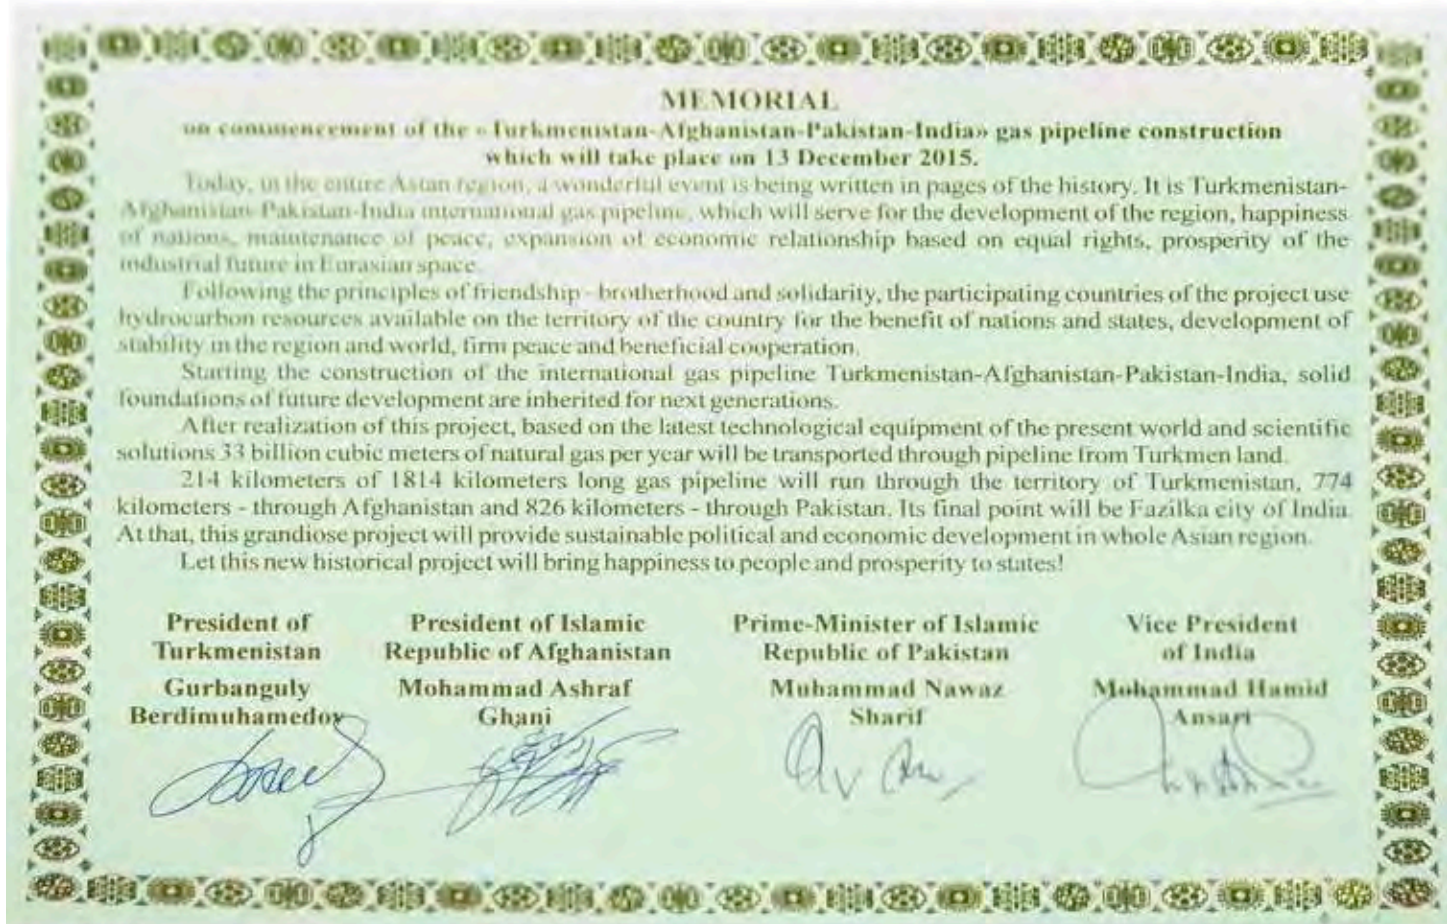 MEMORIAL
on commencement of the «Turkmenistan-Afghanistan-Pakistan-India» gas pipeline construction
which will take place on 13 December 2015.
Today, in the entire Asian region, a wonderful event is being written in pages of the history. It is Turkmenistan-
Afghanistan-Pakistan-India international gas pipeline, which will serve for the development of the region, happiness
of nations, maintenance of peace, expansion of economic relationship based on equal rights, prosperity of the
industrial future in Eurasian space.
Following the principles of friendship - brotherhood and solidarity, the participating countries of the project use
hydrocarbon resources available on the territory of the country for the benefit of nations and states, development of
stability in the region and world, firm peace and beneficial cooperation.
Starting the construction of the international gas pipeline Turkmenistan-Afghanistan-Pakistan-India, solid
foundations of future development are inherited for next generations.
After realization of this project, based on the latest technological equipment of the present world and scientific
solutions 33 billion cubic meters of natural gas per year will be transported through pipeline from Turkmen land.
214 kilometers of 1814 kilometers long gas pipeline will run through the territory of Turkmenistan, 774
kilometers - through Afghanistan and 826 kilometers - through Pakistan. Its final point will be Fazilka city of India.
At that, this grandiose project will provide sustainable political and economic development in whole Asian region.
Let this new historical project will bring happiness to people and prosperity to states!
President of
Turkmenistan
Gurbanguly
Berdimuhamedov
President of Islamic
Republic of Afghanistan
Mohammad Ashraf
Ghani
Prime-Minister of Islamic
Republic of Pakistan
Muhammad Nawaz
Sharif
Vice President
of India
Mohammad Hamid
Ansari